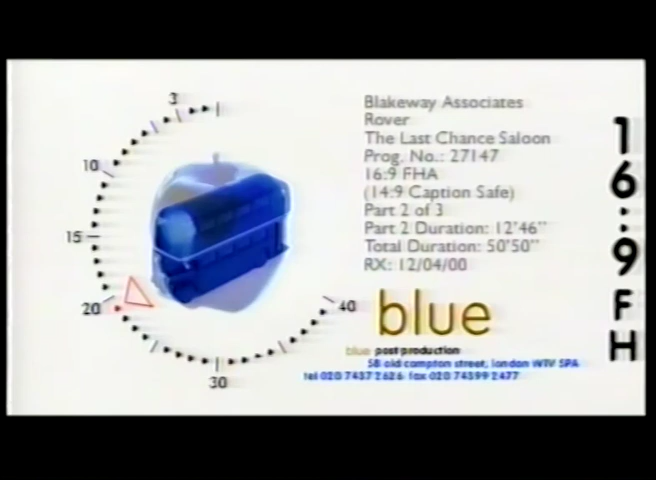 Blakeway Associates
Rover
The Last Chance Saloon
Prog. No.: 27147
16:9 FHA
(14:9 Caption Safe)
Part 2 of 3
Part 2 Duration: 12'46"
Total Duration: 50'50"
RX: 12/04/00
blue
blue post production
58 old compton street, london W1V 5PA
tel 020 7437 2626 fax 020 7439 2477
3
10
15
20
30
40
16:9 FH